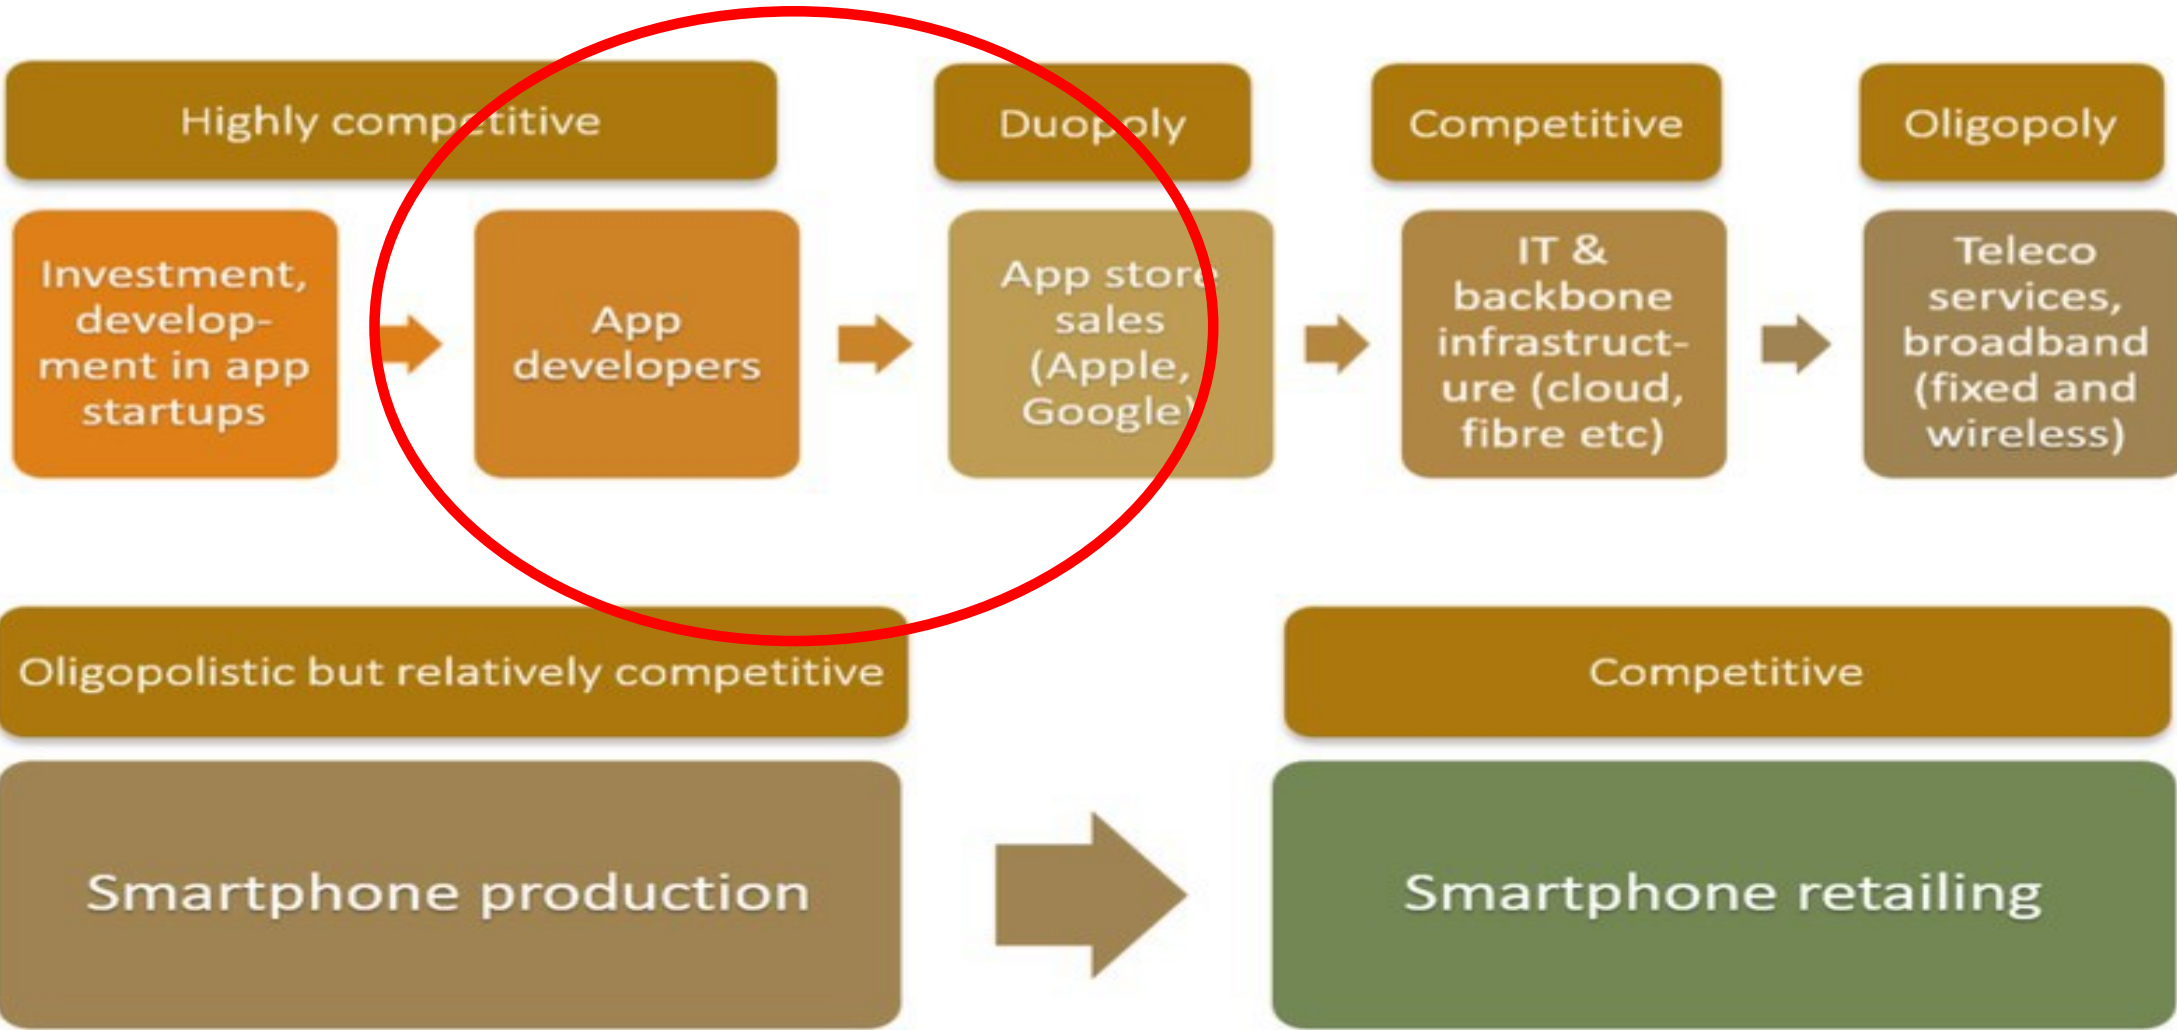 Highly competitive
Duopoly
Competitive
Oligopoly
Investment,
develop-
ment in app
startups
App
developers
App store
sales
(Apple,
Google)
IT &
backbone
infrastruct-
ure (cloud,
fibre etc)
Teleco
services,
broadband
(fixed and
wireless)
Oligopolistic but relatively competitive
Competitive
Smartphone production
Smartphone retailing